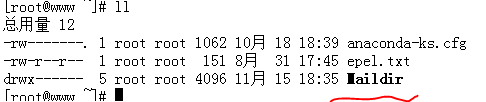 [root@www ~]# ll
总用量 12
-rw-------. 1 root root 1062 10月 18 18:39 anaconda-ks.cfg
-rw-r--r-- 1 root root 151 8月 31 17:45 epel.txt
drwx------ 5 root root 4096 11月 15 18:35 Maildir
[root@www ~]#